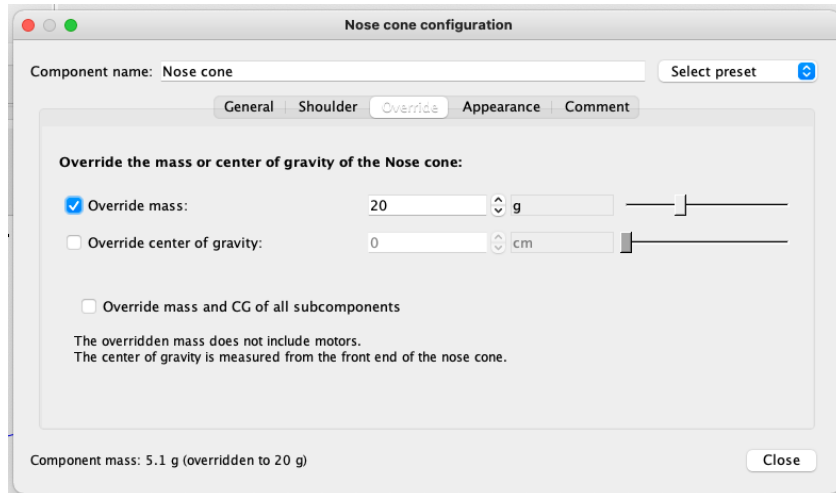 Nose cone configuration
Component name: Nose cone Select preset
General Shoulder Override Appearance Comment
Override the mass or center of gravity of the Nose cone:
Override mass: 20 g
Override center of gravity: 0 cm
Override mass and CG of all subcomponents
The overridden mass does not include motors.
The center of gravity is measured from the front end of the nose cone.
Component mass: 5.1 g (overridden to 20 g) Close